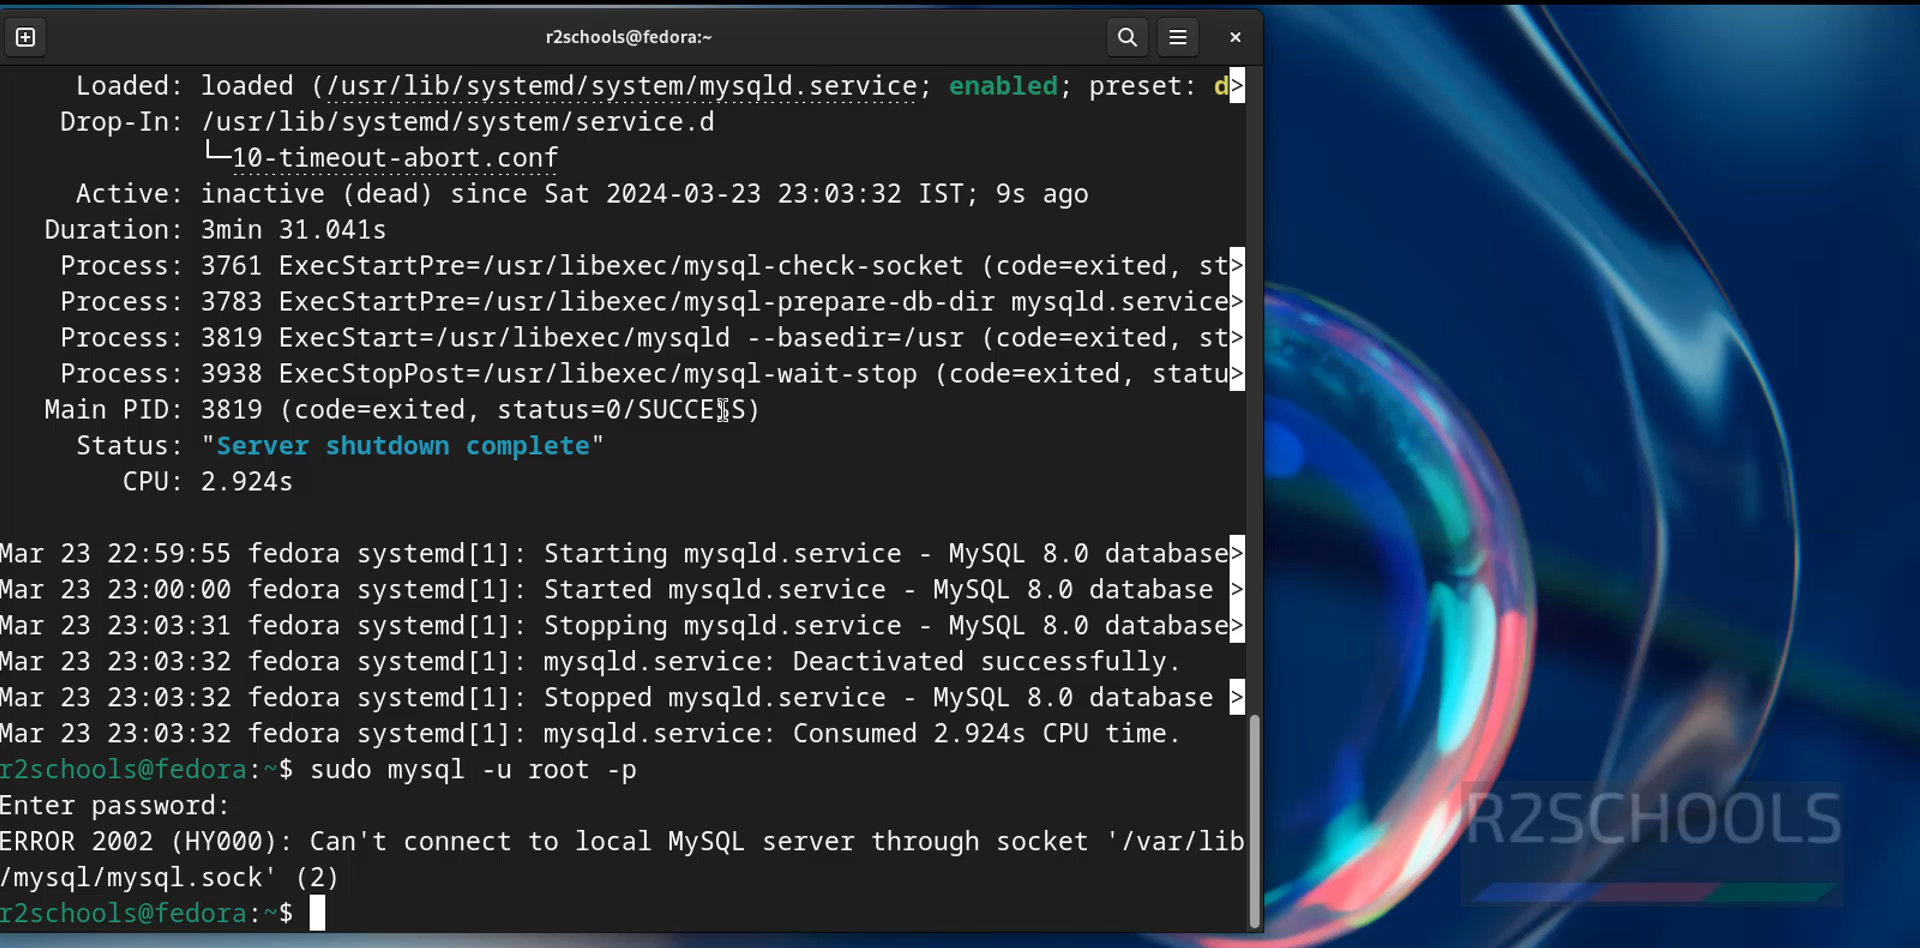 r2schools@fedora:~
Loaded: loaded (/usr/lib/systemd/system/mysqld.service; enabled; preset: d>
Drop-In: /usr/lib/systemd/system/service.d
└─10-timeout-abort.conf
Active: inactive (dead) since Sat 2024-03-23 23:03:32 IST; 9s ago
Duration: 3min 31.041s
Process: 3761 ExecStartPre=/usr/libexec/mysql-check-socket (code=exited, st>
Process: 3783 ExecStartPre=/usr/libexec/mysql-prepare-db-dir mysqld.service>
Process: 3819 ExecStart=/usr/libexec/mysqld --basedir=/usr (code=exited, st>
Process: 3938 ExecStopPost=/usr/libexec/mysql-wait-stop (code=exited, statu>
Main PID: 3819 (code=exited, status=0/SUCCESS)
Status: "Server shutdown complete"
CPU: 2.924s
Mar 23 22:59:55 fedora systemd[1]: Starting mysqld.service - MySQL 8.0 database>
Mar 23 23:00:00 fedora systemd[1]: Started mysqld.service - MySQL 8.0 database >
Mar 23 23:03:31 fedora systemd[1]: Stopping mysqld.service - MySQL 8.0 database>
Mar 23 23:03:32 fedora systemd[1]: mysqld.service: Deactivated successfully.
Mar 23 23:03:32 fedora systemd[1]: Stopped mysqld.service - MySQL 8.0 database >
Mar 23 23:03:32 fedora systemd[1]: mysqld.service: Consumed 2.924s CPU time.
r2schools@fedora:~$ sudo mysql -u root -p
Enter password:
ERROR 2002 (HY000): Can't connect to local MySQL server through socket '/var/lib
/mysql/mysql.sock' (2)
r2schools@fedora:~$
R2SCHOOLS